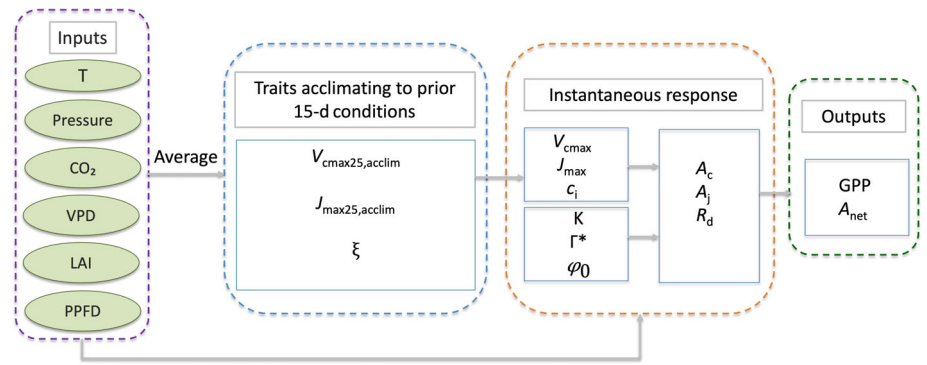 Inputs
T
Pressure
CO₂
VPD
LAI
PPFD
Average
Traits acclimating to prior
15-d conditions
Vcmax25,acclim
Jmax25,acclim
ξ
Instantaneous response
Vcmax
Jmax
ci
K
Γ*
φ0
Ac
Aj
Rd
Outputs
GPP
Anet